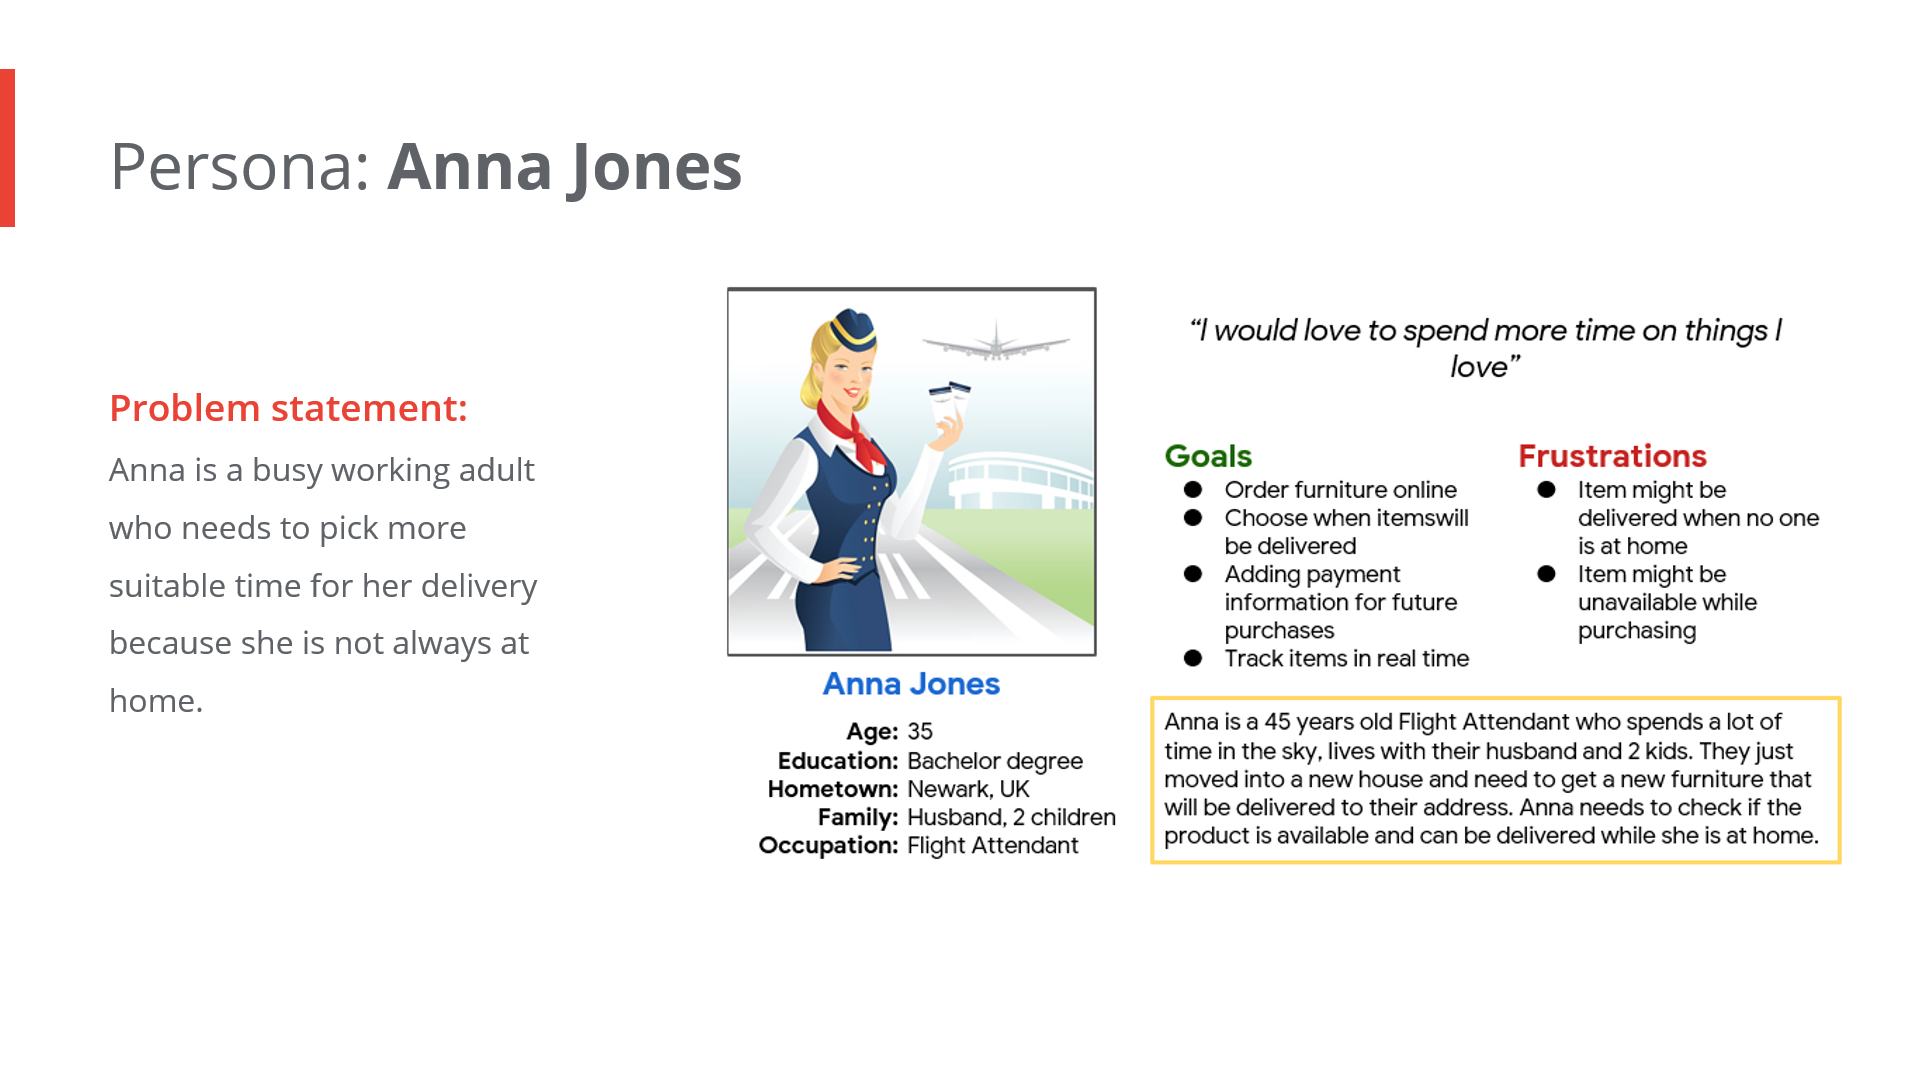 Persona: Anna Jones
Problem statement:
Anna is a busy working adult
who needs to pick more
suitable time for her delivery
because she is not always at
home.
Anna Jones
Age: 35
Education: Bachelor degree
Hometown: Newark, UK
Family: Husband, 2 children
Occupation: Flight Attendant
“I would love to spend more time on things I
love”
Goals
● Order furniture online
● Choose when itemswill
be delivered
● Adding payment
information for future
purchases
● Track items in real time
Frustrations
● Item might be
delivered when no one
is at home
● Item might be
unavailable while
purchasing
Anna is a 45 years old Flight Attendant who spends a lot of
time in the sky, lives with their husband and 2 kids. They just
moved into a new house and need to get a new furniture that
will be delivered to their address. Anna needs to check if the
product is available and can be delivered while she is at home.